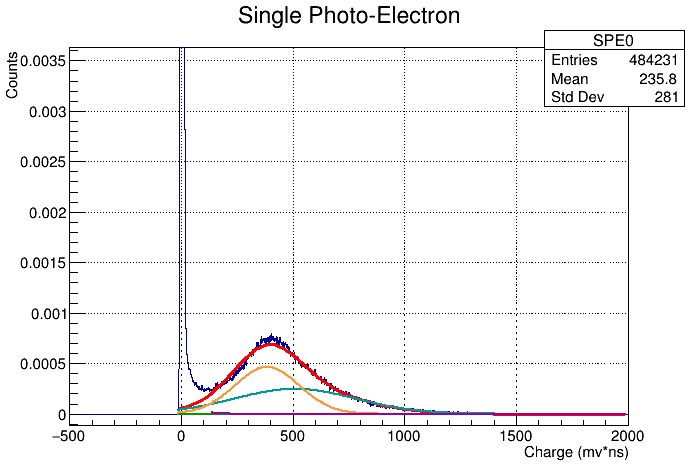 Single Photo-Electron
SPE0
Entries 484231
Mean 235.8
Std Dev 281
Counts
0.0035
0.003
0.0025
0.002
0.0015
0.001
0.0005
0
−500 0 500 1000 1500 2000
Charge (mv*ns)